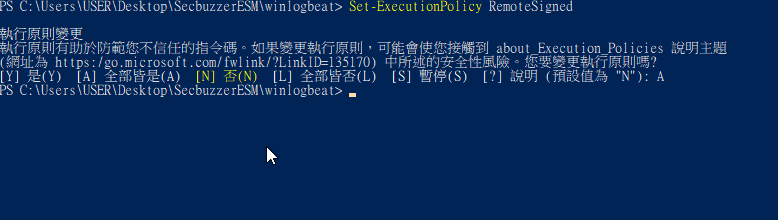 PS C:\Users\USER\Desktop\SecbuzzerESM\winlogbeat> Set-ExecutionPolicy RemoteSigned
執行原則變更
執行原則有助於防範您不信任的指令碼。如果變更執行原則，可能會使您接觸到 about_Execution_Policies 說明主題
(網址為 https:/go.microsoft.com/fwlink/?LinkID=135170) 中所述的安全性風險。您要變更執行原則嗎?
[Y] 是(Y)  [A] 全部皆是(A)  [N] 否(N)  [L] 全部皆否(L)  [S] 暫停(S)  [?] 說明 (預設值為 "N"): A
PS C:\Users\USER\Desktop\SecbuzzerESM\winlogbeat>